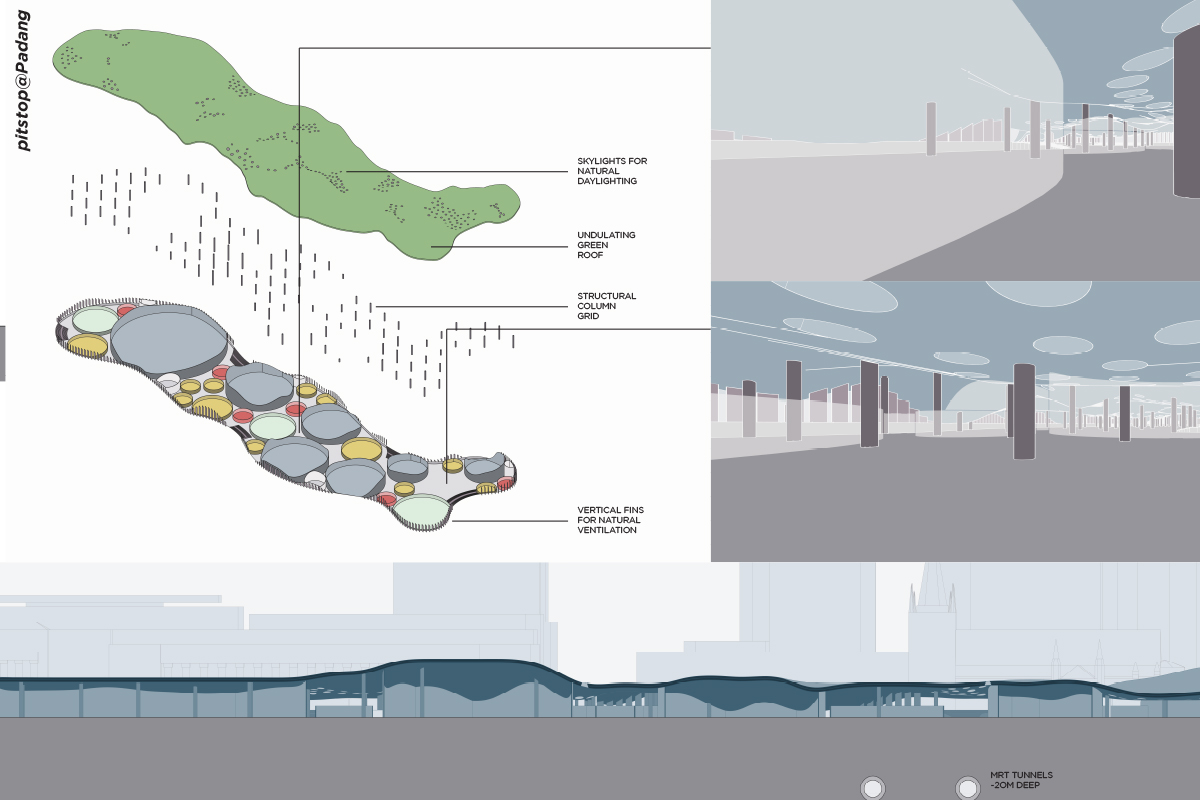 pitstop@Padang
SKYLIGHTS FOR
NATURAL
DAYLIGHTING
UNDULATING
GREEN
ROOF
STRUCTURAL
COLUMN
GRID
VERTICAL FINS
FOR NATURAL
VENTILATION
MRT TUNNELS
-20M DEEP